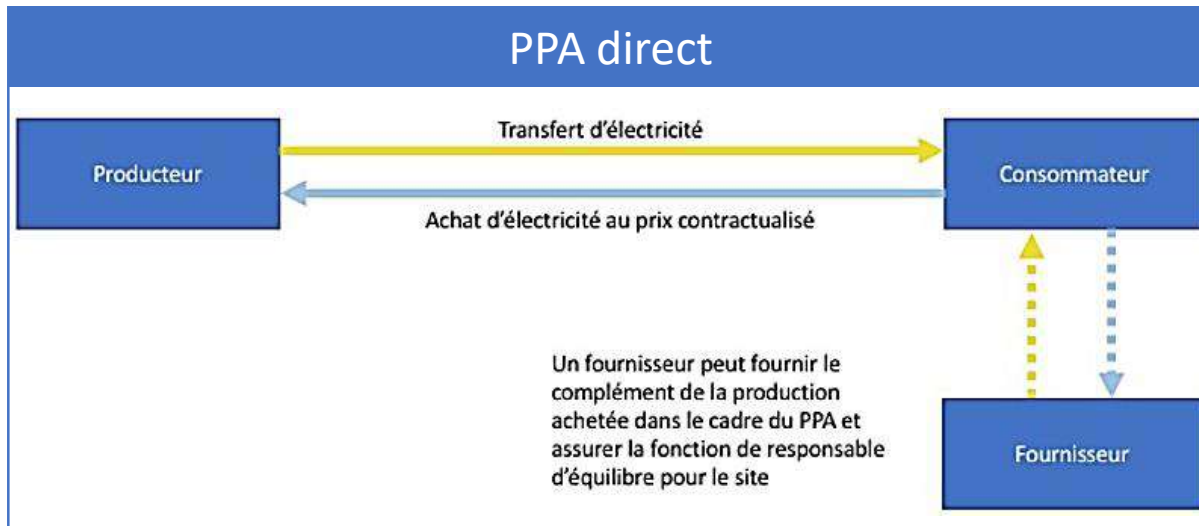 PPA direct
Transfert d'électricité
Producteur
Consommateur
Achat d'électricité au prix contractualisé
Un fournisseur peut fournir le
complément de la production
achetée dans le cadre du PPA et
assurer la fonction de responsable
d'équilibre pour le site
Fournisseur